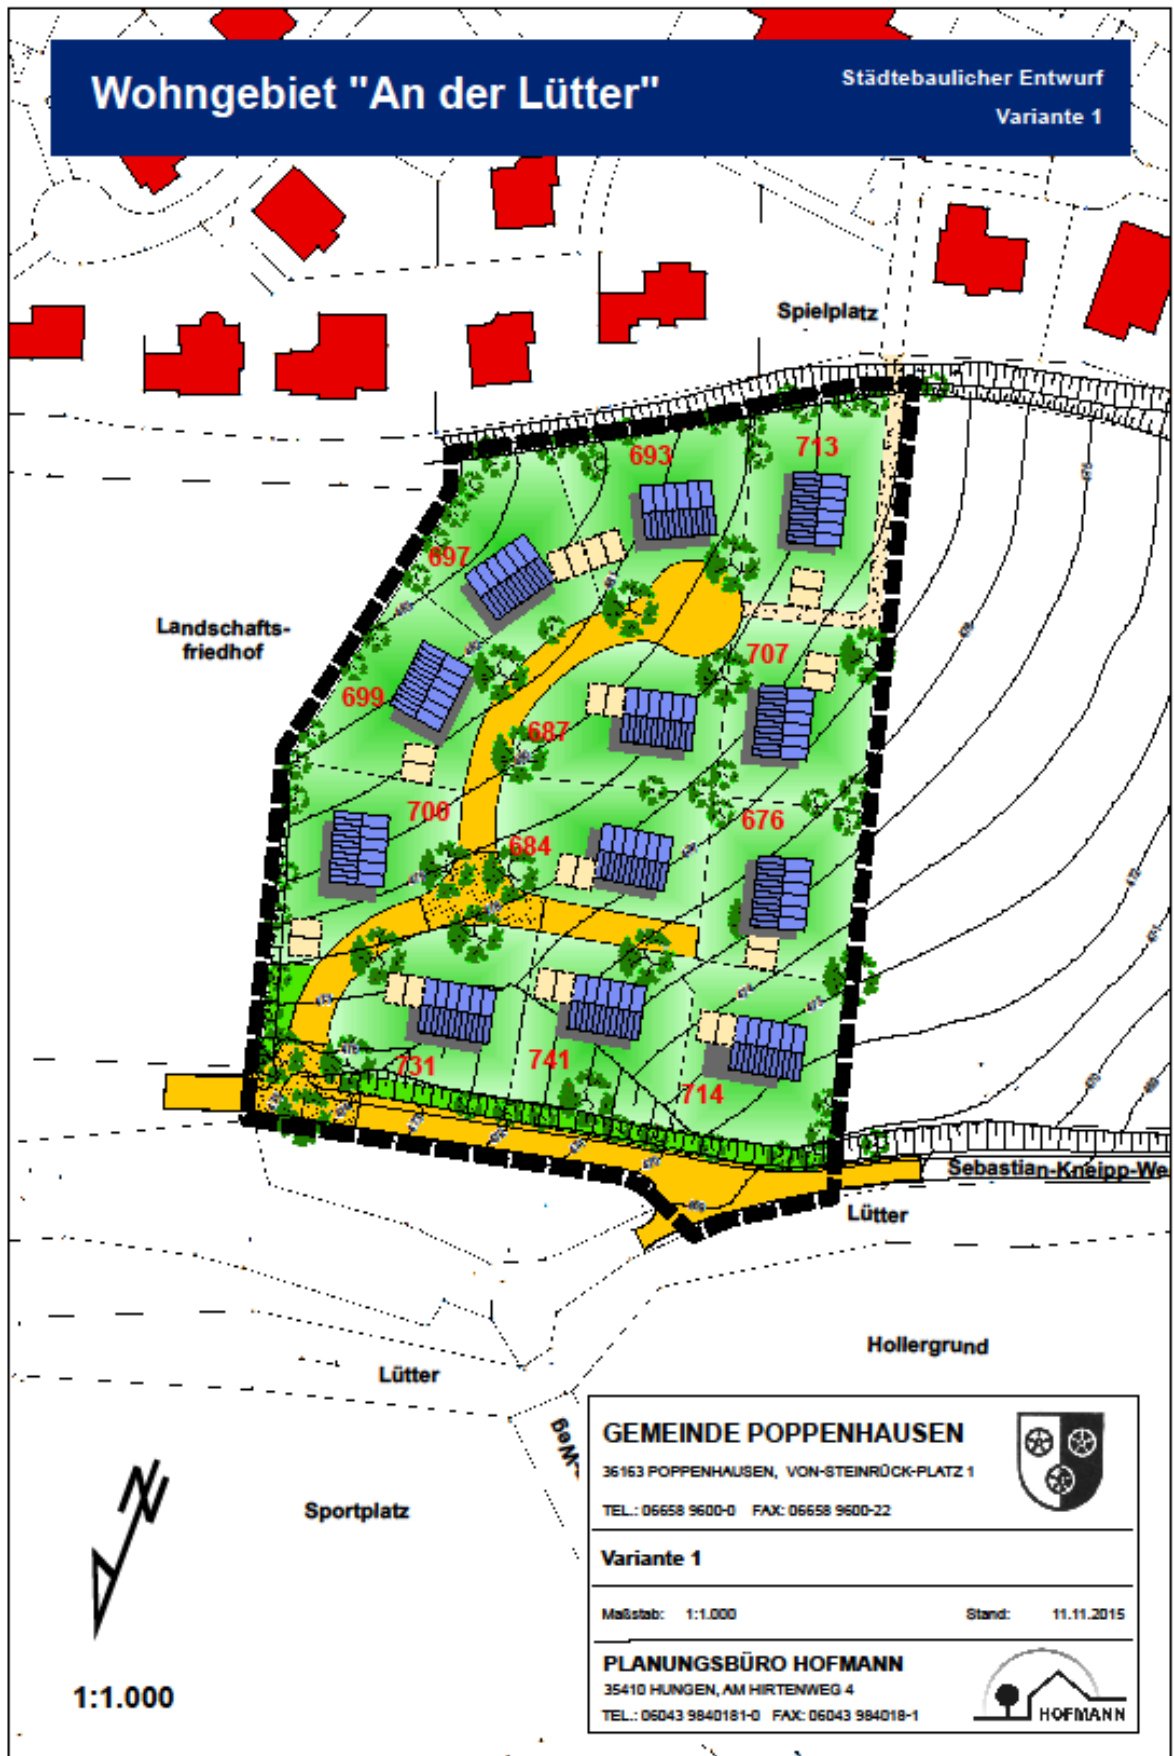 Wohngebiet "An der Lütter"
Städtebaulicher Entwurf
Variante 1
Spielplatz
693
713
697
Landschafts-
friedhof
699
707
687
700
684
676
731
741
714
Sebastian-Kneipp-We
Lütter
Hollergrund
Lütter
-Weg
Sportplatz
N
1:1.000
GEMEINDE POPPENHAUSEN
36163 POPPENHAUSEN, VON-STEINRÜCK-PLATZ 1
TEL.: 06658 9600-0 FAX: 06658 9600-22
Variante 1
Maßstab: 1:1.000 Stand: 11.11.2015
PLANUNGSBÜRO HOFMANN
35410 HUNGEN, AM HIRTENWEG 4
TEL.: 06043 9840181-0 FAX: 06043 984018-1
HOFMANN